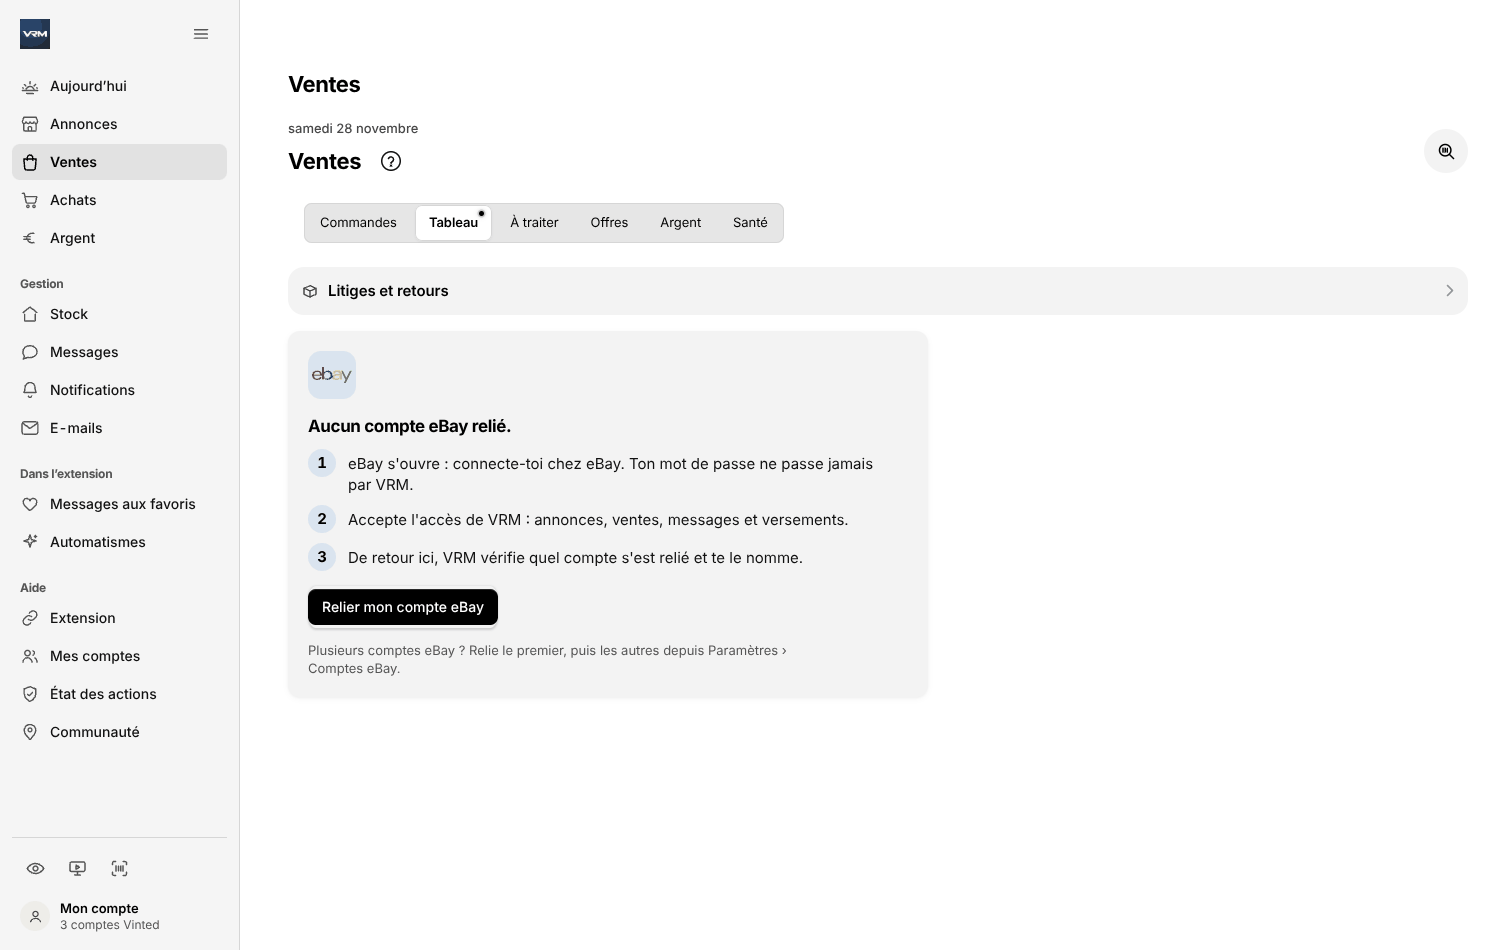 VRM
Aujourd’hui
Annonces
Ventes
Achats
€ Argent
Gestion
Stock
Messages
Notifications
E-mails
Dans l’extension
Messages aux favoris
Automatismes
Aide
Extension
Mes comptes
État des actions
Communauté
Mon compte
3 comptes Vinted
Ventes
samedi 28 novembre
Ventes ?
Commandes Tableau À traiter Offres Argent Santé
Litiges et retours
ebay
Aucun compte eBay relié.
1 eBay s'ouvre : connecte-toi chez eBay. Ton mot de passe ne passe jamais
par VRM.
2 Accepte l'accès de VRM : annonces, ventes, messages et versements.
3 De retour ici, VRM vérifie quel compte s'est relié et te le nomme.
Relier mon compte eBay
Plusieurs comptes eBay ? Relie le premier, puis les autres depuis Paramètres ›
Comptes eBay.